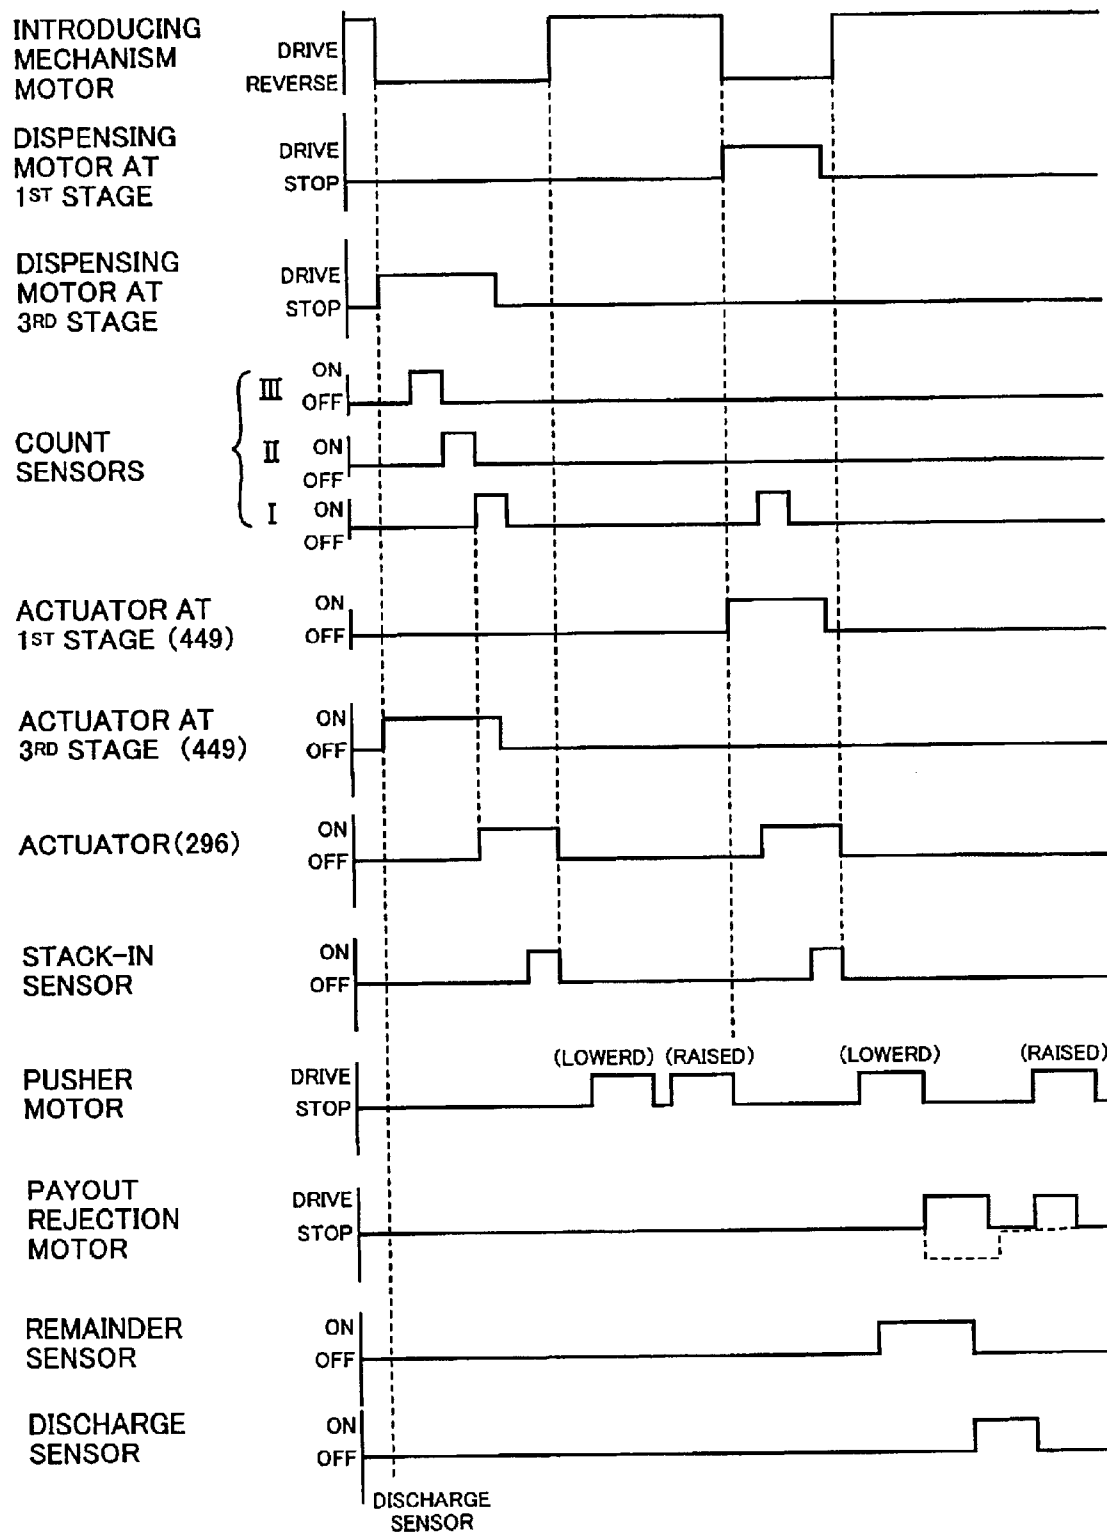 INTRODUCING
MECHANISM
MOTOR
DRIVE
REVERSE
DISPENSING
MOTOR AT
1ST STAGE
DRIVE
STOP
DISPENSING
MOTOR AT
3RD STAGE
DRIVE
STOP
COUNT
SENSORS
III
ON
OFF
II
ON
OFF
I
ON
OFF
ACTUATOR AT
1ST STAGE (449)
ON
OFF
ACTUATOR AT
3RD STAGE (449)
ON
OFF
ACTUATOR(296)
ON
OFF
STACK-IN
SENSOR
ON
OFF
PUSHER
MOTOR
DRIVE
STOP
(LOWERD) (RAISED) (LOWERD) (RAISED)
PAYOUT
REJECTION
MOTOR
DRIVE
STOP
REMAINDER
SENSOR
ON
OFF
DISCHARGE
SENSOR
ON
OFF
DISCHARGE
SENSOR